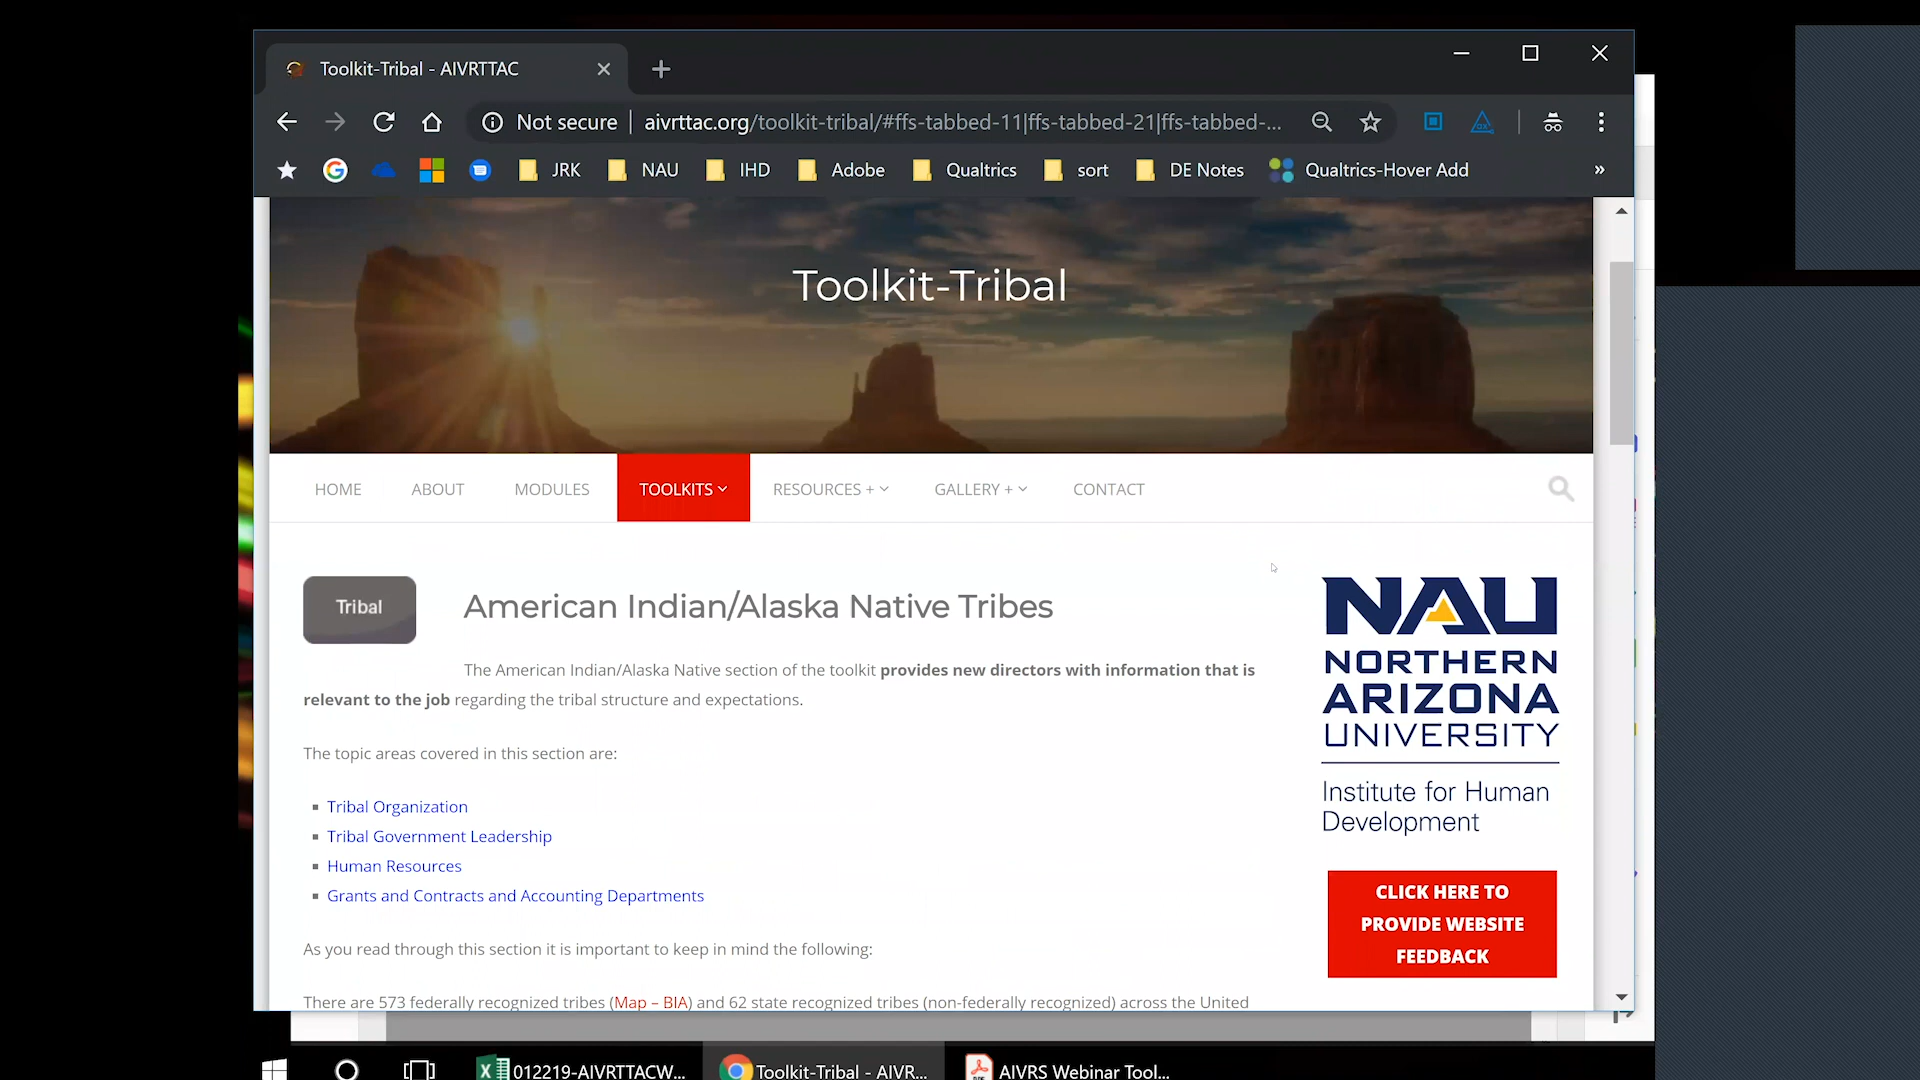 Toolkit-Tribal - AIVRTTAC
Not secure | aivrttac.org/toolkit-tribal/#ffs-tabbed-11|ffs-tabbed-21|ffs-tabbed-...
JRK NAU IHD Adobe Qualtrics sort DE Notes Qualtrics-Hover Add »
Toolkit-Tribal
HOME ABOUT MODULES TOOLKITS RESOURCES + GALLERY + CONTACT
Tribal
American Indian/Alaska Native Tribes
The American Indian/Alaska Native section of the toolkit provides new directors with information that is
relevant to the job regarding the tribal structure and expectations.
The topic areas covered in this section are:
Tribal Organization
Tribal Government Leadership
Human Resources
Grants and Contracts and Accounting Departments
As you read through this section it is important to keep in mind the following:
There are 573 federally recognized tribes (Map – BIA) and 62 state recognized tribes (non-federally recognized) across the United
NAU
NORTHERN
ARIZONA
UNIVERSITY
Institute for Human
Development
CLICK HERE TO
PROVIDE WEBSITE
FEEDBACK
012219-AIVRTTACW... Toolkit-Tribal - AIVR... AIVRS Webinar Tool...